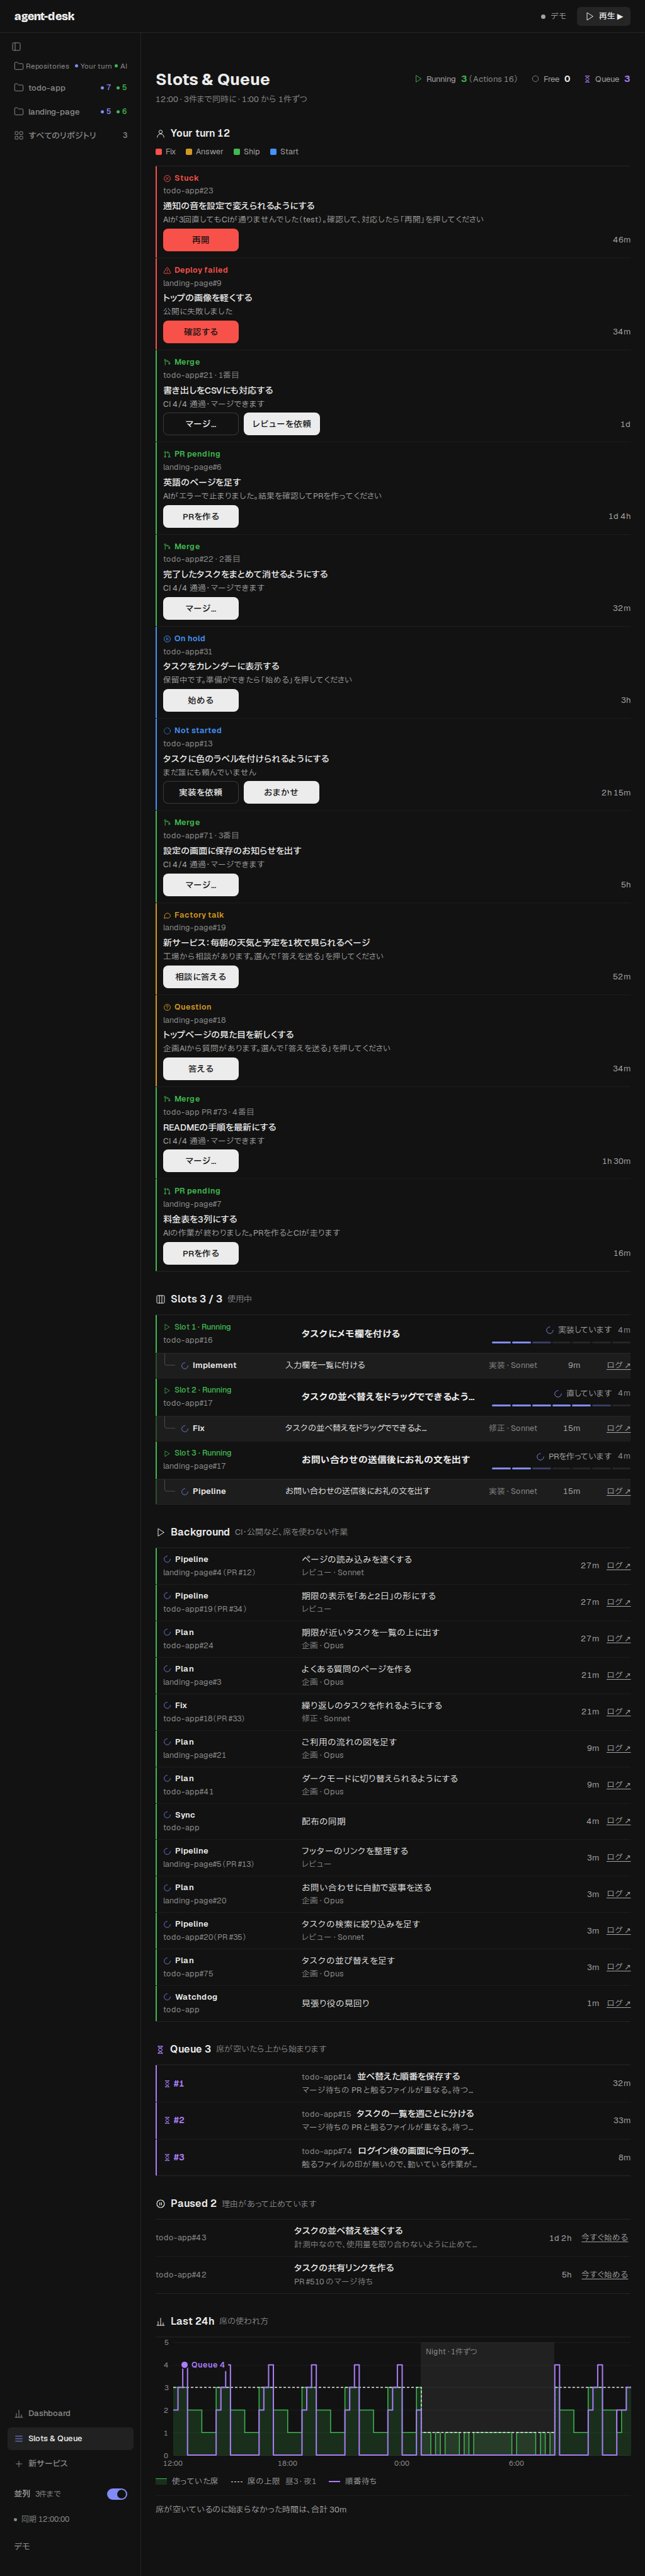 agent-desk
デモ
再生 ▶
Repositories Your turn AI
todo-app 7 5
landing-page 5 6
すべてのリポジトリ 3
Slots & Queue
Running 3 (Actions 16) Free 0 Queue 3
12:00 · 3件まで同時に · 1:00 から 1件ずつ
Your turn 12
Fix Answer Ship Start
Stuck
todo-app#23
通知の音を設定で変えられるようにする
AIが3回直してもCIが通りませんでした(test)。確認して、対応したら「再開」を押してください
再開
46m
Deploy failed
landing-page#9
トップの画像を軽くする
公開に失敗しました
確認する
34m
Merge
todo-app#21 · 1番目
書き出しをCSVにも対応する
CI 4/4 通過・マージできます
マージ…
レビューを依頼
1d
PR pending
landing-page#6
英語のページを足す
AIがエラーで止まりました。結果を確認してPRを作ってください
PRを作る
1d 4h
Merge
todo-app#22 · 2番目
完了したタスクをまとめて消せるようにする
CI 4/4 通過・マージできます
マージ…
32m
On hold
todo-app#31
タスクをカレンダーに表示する
保留中です。準備ができたら「始める」を押してください
始める
3h
Not started
todo-app#13
タスクに色のラベルを付けられるようにする
まだ誰にも頼んでいません
実装を依頼
おまかせ
2h 15m
Merge
todo-app#71 · 3番目
設定の画面に保存のお知らせを出す
CI 4/4 通過・マージできます
マージ…
5h
Factory talk
landing-page#19
新サービス:毎朝の天気と予定を1枚で見られるページ
工場から相談があります。選んで「答えを送る」を押してください
相談に答える
52m
Question
landing-page#18
トップページの見た目を新しくする
企画AIから質問があります。選んで「答えを送る」を押してください
答える
34m
Merge
todo-app PR #73 · 4番目
READMEの手順を最新にする
CI 4/4 通過・マージできます
マージ…
1h 30m
PR pending
landing-page#7
料金表を3列にする
AIの作業が終わりました。PRを作るとCIが走ります
PRを作る
16m
Slots 3 / 3 使用中
Slot 1 · Running
todo-app#16
タスクにメモ欄を付ける
実装しています 4m
Implement 入力欄を一覧に付ける 実装 · Sonnet 9m ログ ↗
Slot 2 · Running
todo-app#17
タスクの並べ替えをドラッグでできるよう…
直しています 4m
Fix タスクの並べ替えをドラッグでできるよ… 修正 · Sonnet 15m ログ ↗
Slot 3 · Running
landing-page#17
お問い合わせの送信後にお礼の文を出す
PRを作っています 4m
Pipeline お問い合わせの送信後にお礼の文を出す 実装 · Sonnet 15m ログ ↗
Background CI・公開など、席を使わない作業
Pipeline
landing-page#4 (PR #12)
ページの読み込みを速くする
レビュー · Sonnet
27m ログ ↗
Pipeline
todo-app#19 (PR #34)
期限の表示を「あと2日」の形にする
レビュー
27m ログ ↗
Plan
todo-app#24
期限が近いタスクを一覧の上に出す
企画 · Opus
27m ログ ↗
Plan
landing-page#3
よくある質問のページを作る
企画 · Opus
21m ログ ↗
Fix
todo-app#18 (PR #33)
繰り返しのタスクを作れるようにする
修正 · Sonnet
21m ログ ↗
Plan
landing-page#21
ご利用の流れの図を足す
企画 · Opus
9m ログ ↗
Plan
todo-app#41
ダークモードに切り替えられるようにする
企画 · Opus
9m ログ ↗
Sync
todo-app
配布の同期
4m ログ ↗
Pipeline
landing-page#5 (PR #13)
フッターのリンクを整理する
レビュー
3m ログ ↗
Plan
landing-page#20
お問い合わせに自動で返事を送る
企画 · Opus
3m ログ ↗
Pipeline
todo-app#20 (PR #35)
タスクの検索に絞り込みを足す
レビュー · Sonnet
3m ログ ↗
Plan
todo-app#75
タスクの並び替えを足す
企画 · Opus
3m ログ ↗
Watchdog
todo-app
見張り役の見回り
1m ログ ↗
Queue 3 席が空いたら上から始まります
#1
todo-app#14 並べ替えた順番を保存する
マージ待ちの PR と触るファイルが重なる。待つ…
32m
#2
todo-app#15 タスクの一覧を週ごとに分ける
マージ待ちの PR と触るファイルが重なる。待つ…
33m
#3
todo-app#74 ログイン後の画面に今日の予…
触るファイルの印が無いので、動いている作業が…
8m
Paused 2 理由があって止めています
todo-app#43
タスクの並べ替えを速くする
計測中なので、使用量を取り合わないように止めて…
1d 2h 今すぐ始める
todo-app#42
タスクの共有リンクを作る
PR #510 のマージ待ち
5h 今すぐ始める
Last 24h 席の使われ方
5
4
3
2
1
0
Queue 4
Night · 1件ずつ
12:00 18:00 0:00 6:00
使っていた席 席の上限 昼3・夜1 順番待ち
席が空いているのに始まらなかった時間は、合計 30m
Dashboard
Slots & Queue
新サービス
並列 3件まで
同期 12:00:00
デモ